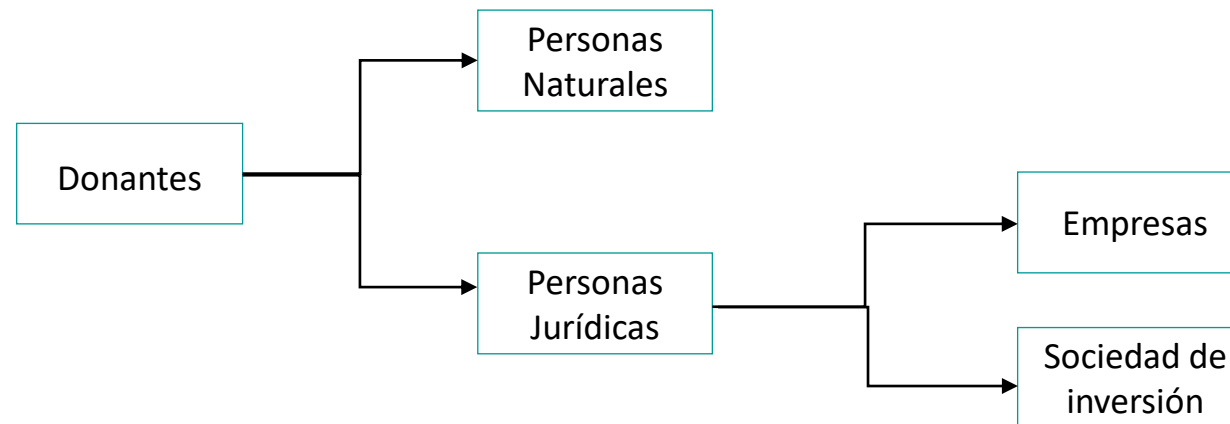 Personas
Naturales
Donantes
Empresas
Personas
Jurídicas
Sociedad de
inversión